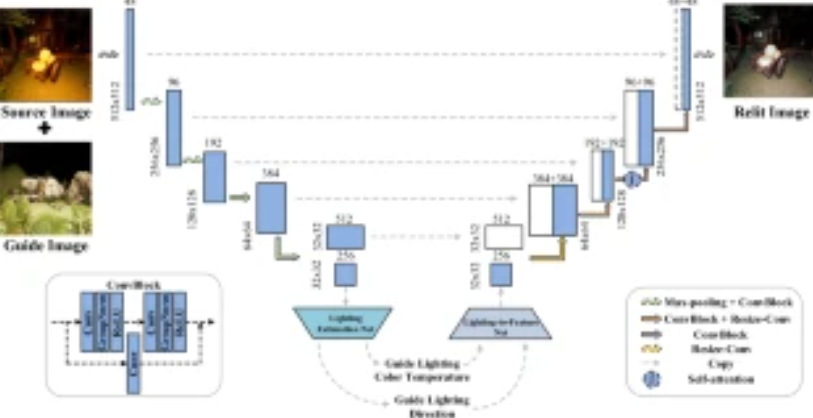 512x512
96
96+96
512x512
Source Image
+
Relit Image
256x256
192
192+192
256x256
384
384+384
128x128
128x128
Guide Image
64x64
512
512
64x64
32x32
32x32
256
256
32x32
32x32
ConvBlock
Conv
GroupNorm
ReLU
Conv
GroupNorm
ReLU
Conv
Lighting
Estimation Net
Lighting-to-Feature
Net
Guide Lighting
Color Temperature
Guide Lighting
Direction
Max-pooling + ConvBlock
ConvBlock + Resize-Conv
ConvBlock
Resize-Conv
Copy
Self-attention